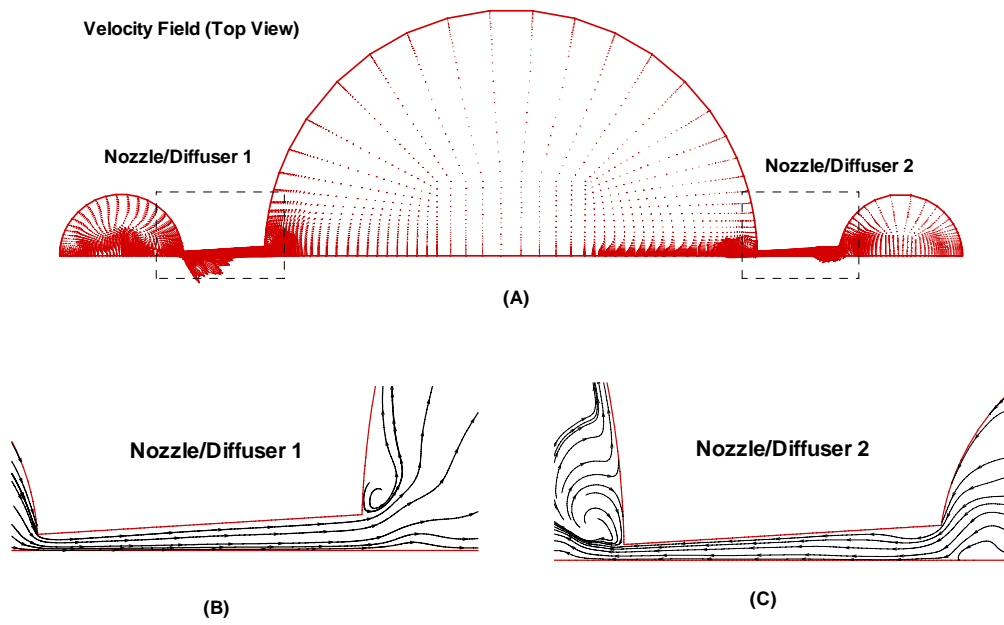 Velocity Field (Top View)
Nozzle/Diffuser 1
Nozzle/Diffuser 2
(A)
Nozzle/Diffuser 1
Nozzle/Diffuser 2
(B)
(C)